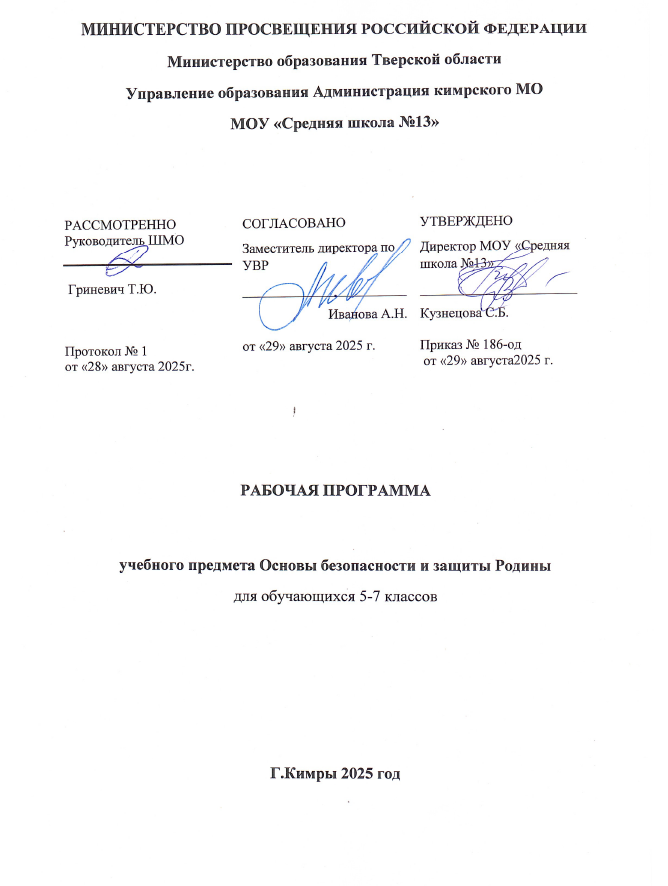 МИНИСТЕРСТВО ПРОСВЕЩЕНИЯ РОССИЙСКОЙ ФЕДЕРАЦИИ
Министерство образования Тверской области
Управление образования Администрация кимрского МО
МОУ «Средняя школа №13»
РАССМОТРЕНО
Руководитель ШМО
Гриневич Т.Ю.
Протокол № 1
от «28» августа 2025г.
СОГЛАСОВАНО
Заместитель директора по
УВР
Иванова А.Н.
от «29» августа 2025 г.
УТВЕРЖДЕНО
Директор МОУ «Средняя
школа №13»
Кузнецова С.Б.
Приказ № 186-од
от «29» августа2025 г.
РАБОЧАЯ ПРОГРАММА
учебного предмета Основы безопасности и защиты Родины
для обучающихся 5-7 классов
Г.Кимры 2025 год